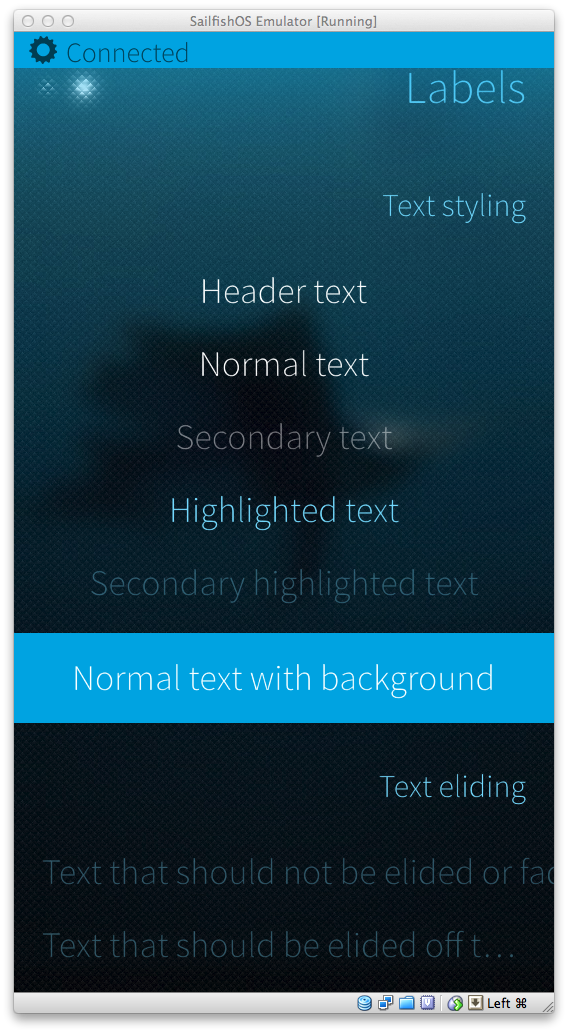 SailfishOS Emulator [Running]
Connected
Labels
Text styling
Header text
Normal text
Secondary text
Highlighted text
Secondary highlighted text
Normal text with background
Text eliding
Text that should not be elided or fac
Text that should be elided off t…
Left ⌘